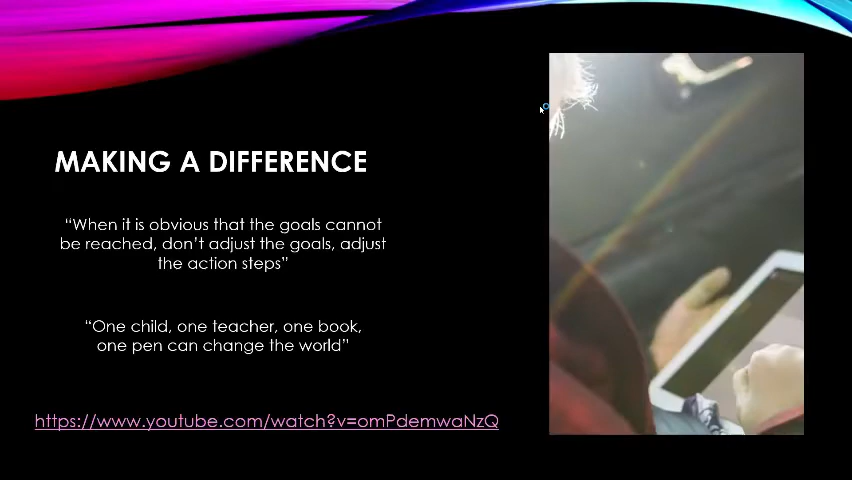 MAKING A DIFFERENCE
“When it is obvious that the goals cannot
be reached, don’t adjust the goals, adjust
the action steps”
“One child, one teacher, one book,
one pen can change the world”
https://www.youtube.com/watch?v=omPdemwaNzQ